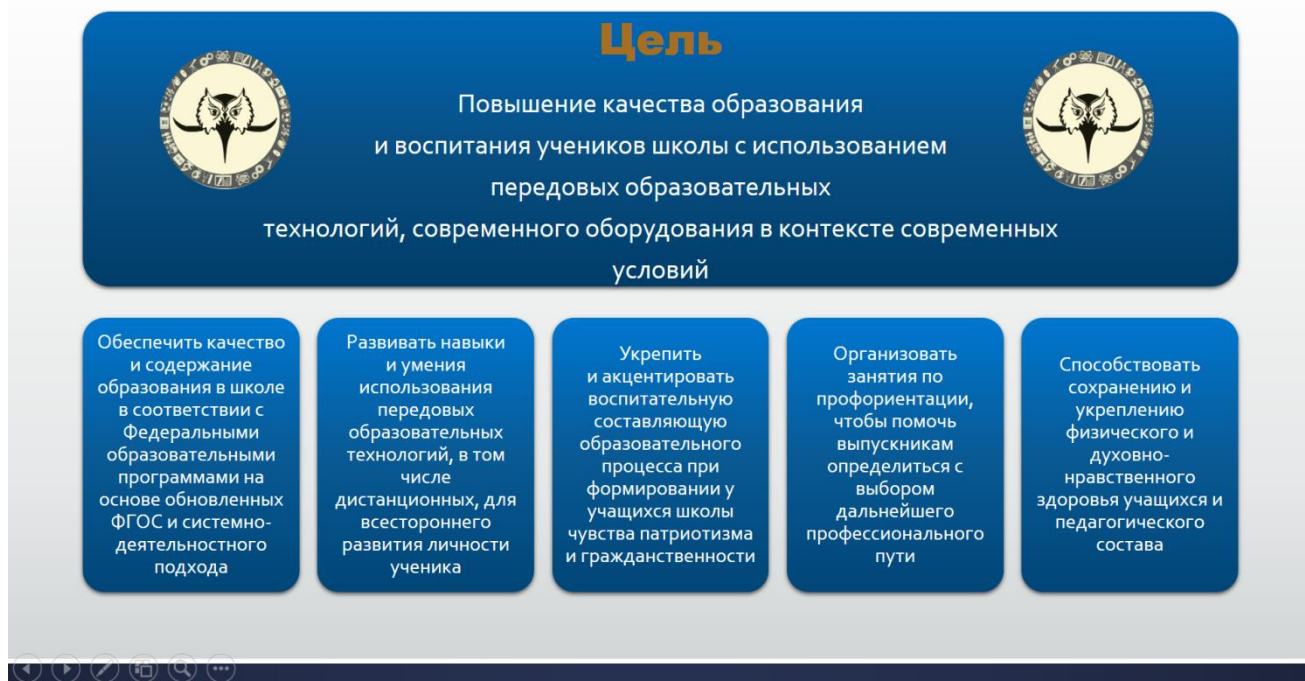 Цель
Повышение качества образования
и воспитания учеников школы с использованием
передовых образовательных
технологий, современного оборудования в контексте современных
условий
Обеспечить качество
и содержание
образования в школе
в соответствии с
Федеральными
образовательными
программами на
основе обновленных
ФГОС и системно-
деятельностного
подхода
Развивать навыки
и умения
использования
передовых
образовательных
технологий, в том
числе
дистанционных, для
всестороннего
развития личности
ученика
Укрепить
и акцентировать
воспитательную
составляющую
образовательного
процесса при
формировании у
учащихся школы
чувства патриотизма
и гражданственности
Организовать
занятия по
профориентации,
чтобы помочь
выпускникам
определиться с
выбором
дальнейшего
профессионального
пути
Способствовать
сохранению и
укреплению
физического и
духовно-
нравственного
здоровья учащихся и
педагогического
состава